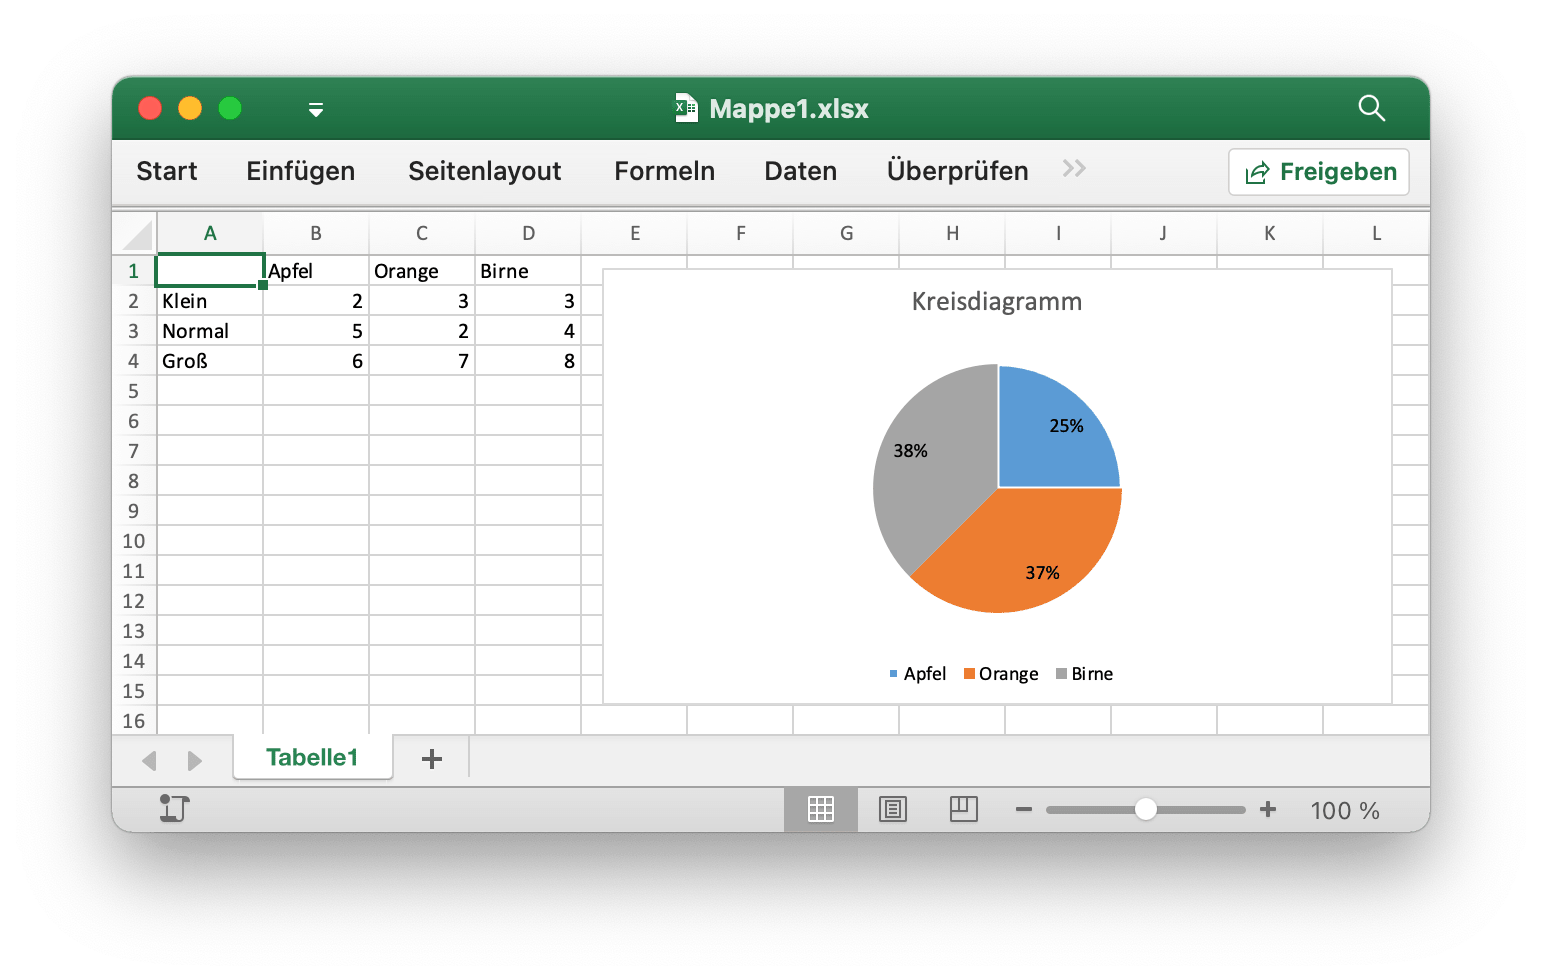 Mappe1.xlsx
Start Einfügen Seitenlayout Formeln Daten Überprüfen Freigeben
A B C D E F G H I J K L
1 Apfel Orange Birne
2 Klein 2 3 3
3 Normal 5 2 4
4 Groß 6 7 8
5
6
7
8
9
10
11
12
13
14
15
16
Kreisdiagramm
25%
38%
37%
Apfel Orange Birne
Tabelle1 +
100 %